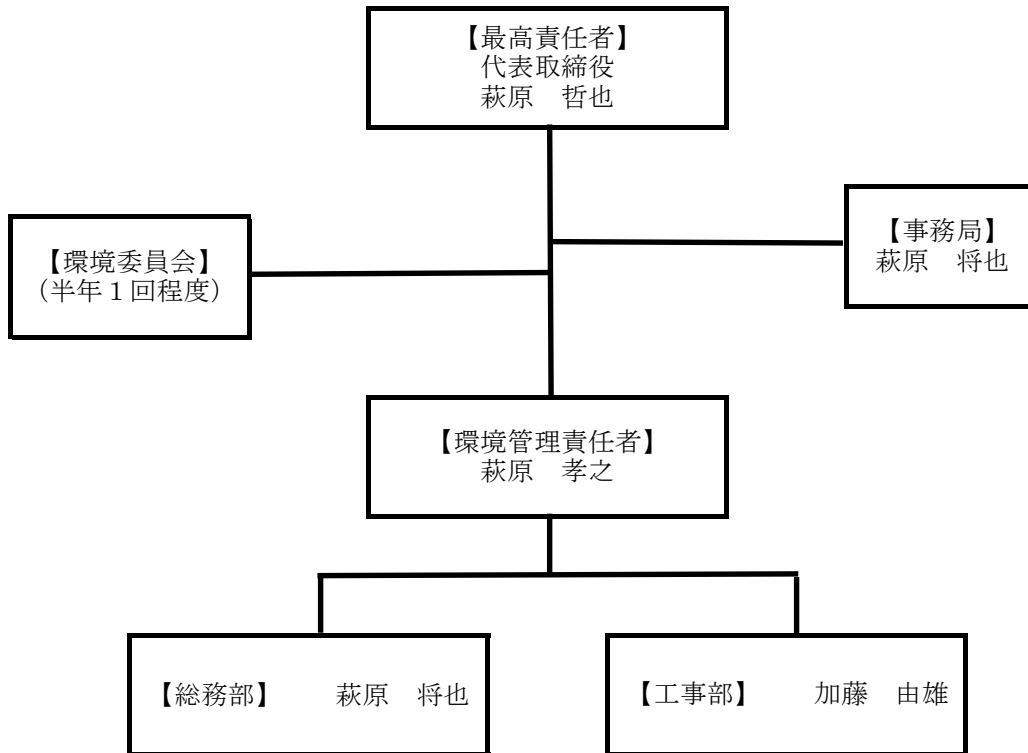 【最高責任者】
代表取締役
萩原　哲也
【事務局】
萩原　将也
【環境委員会】
（半年１回程度）
【環境管理責任者】
萩原　孝之
【総務部】　　萩原　将也
【工事部】　　加藤　由雄